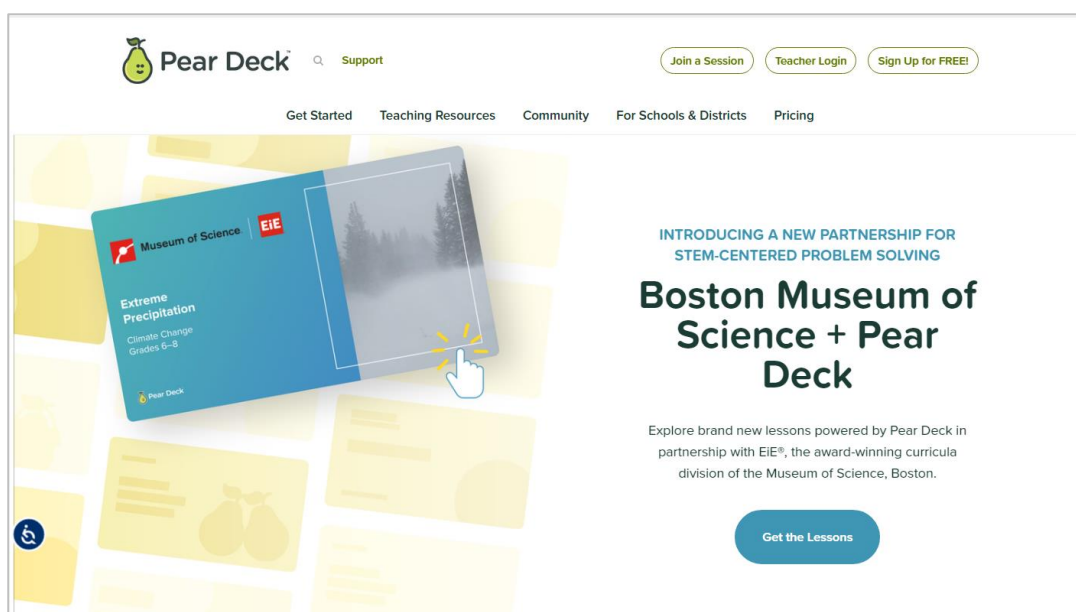 Pear Deck™
Support
Join a Session
Teacher Login
Sign Up for FREE!
Get Started
Teaching Resources
Community
For Schools & Districts
Pricing
Museum of Science.
EiE
Extreme
Precipitation
Climate Change
Grades 6–8
Pear Deck
INTRODUCING A NEW PARTNERSHIP FOR
STEM-CENTERED PROBLEM SOLVING
Boston Museum of
Science + Pear
Deck
Explore brand new lessons powered by Pear Deck in
partnership with EiE®, the award-winning curricula
division of the Museum of Science, Boston.
Get the Lessons